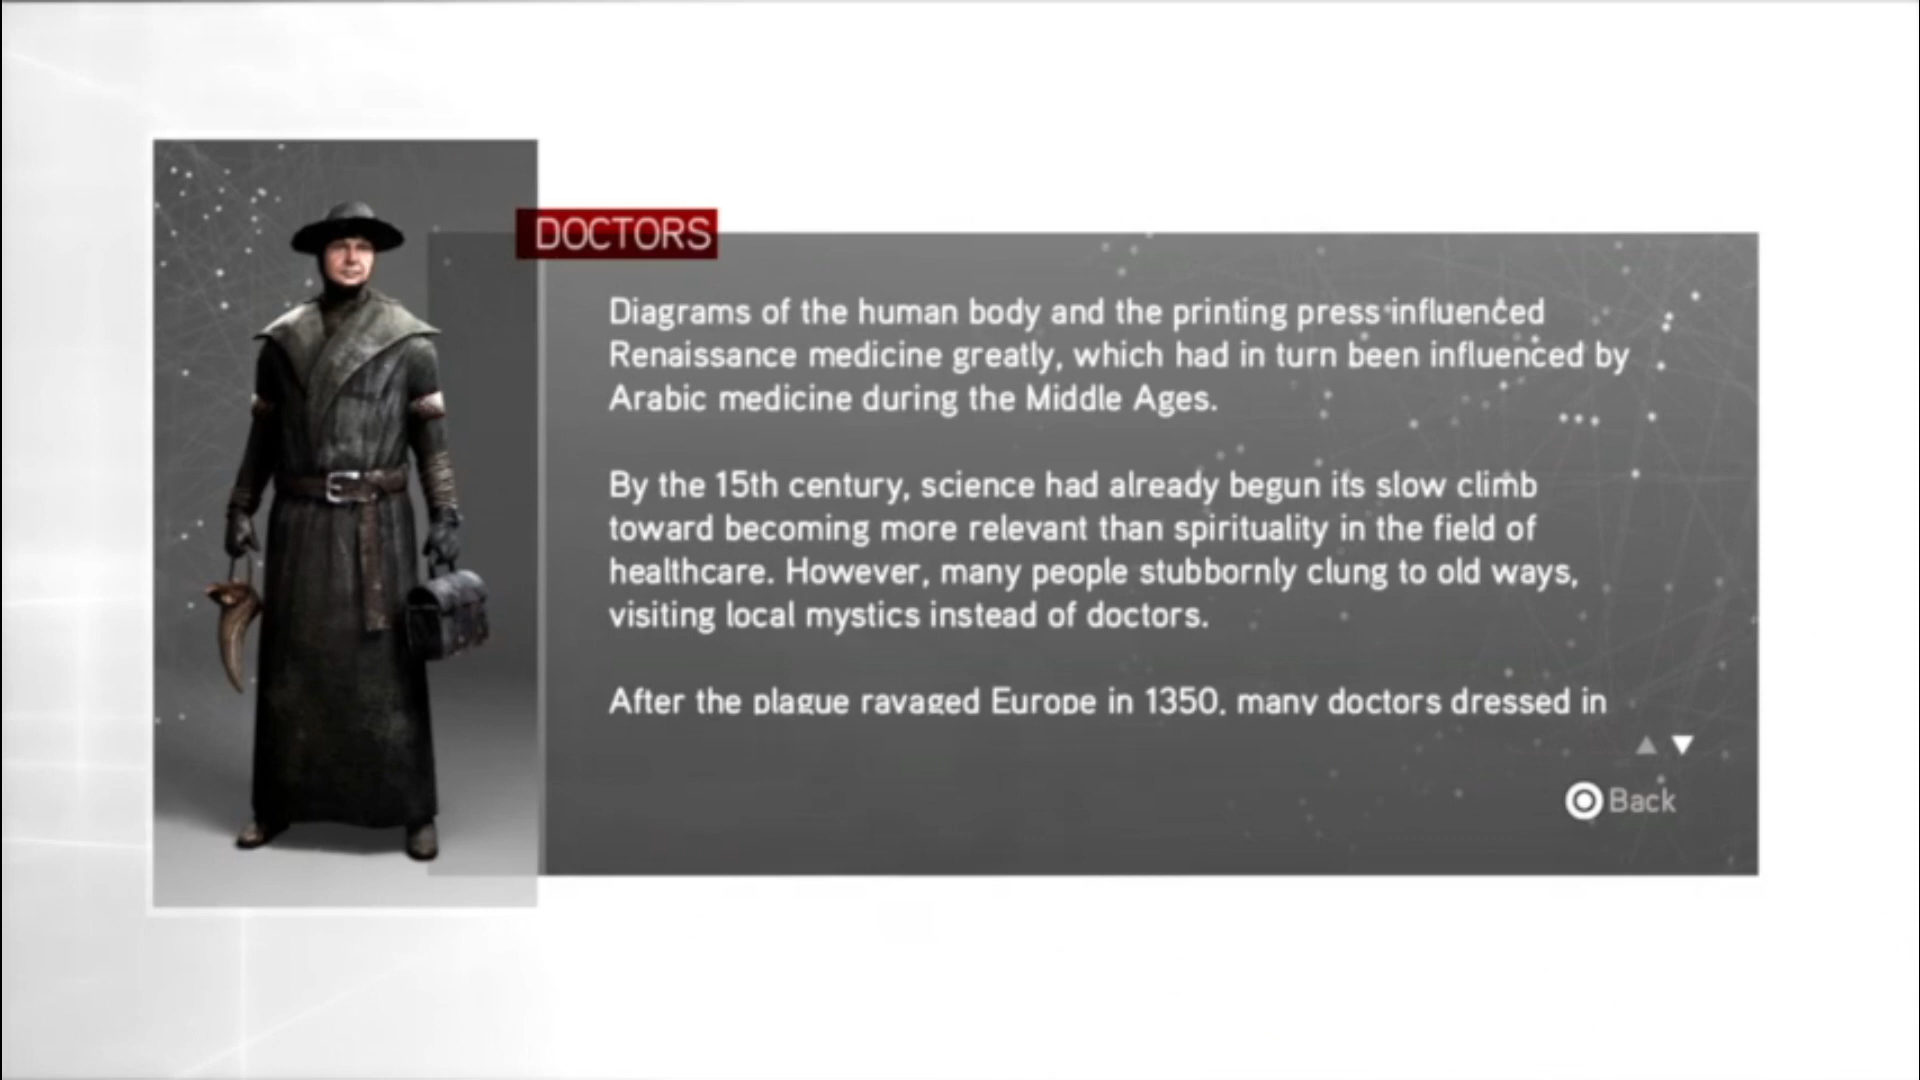 DOCTORS
Diagrams of the human body and the printing press influenced
Renaissance medicine greatly, which had in turn been influenced by
Arabic medicine during the Middle Ages.
By the 15th century, science had already begun its slow climb
toward becoming more relevant than spirituality in the field of
healthcare. However, many people stubbornly clung to old ways,
visiting local mystics instead of doctors.
After the plague ravaged Europe in 1350, many doctors dressed in
Back